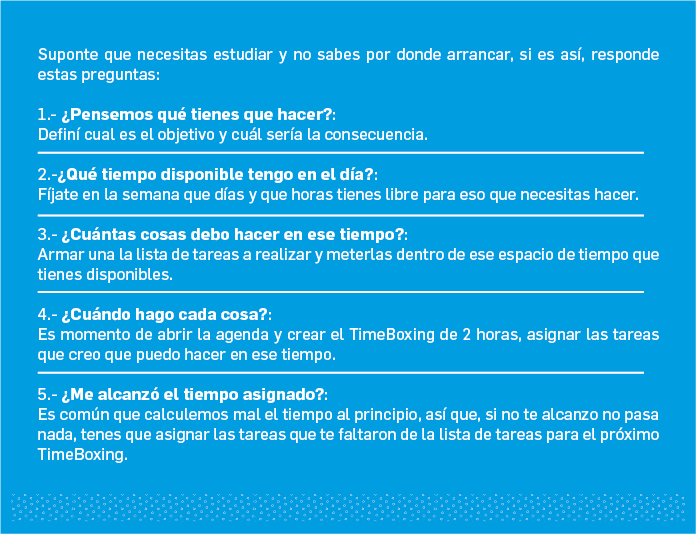 Suponte que necesitas estudiar y no sabes por donde arrancar, si es así, responde
estas preguntas:
1.- ¿Pensemos qué tienes que hacer?:
Definí cual es el objetivo y cuál sería la consecuencia.
2.-¿Qué tiempo disponible tengo en el día?:
Fíjate en la semana que días y que horas tienes libre para eso que necesitas hacer.
3.- ¿Cuántas cosas debo hacer en ese tiempo?:
Armar una la lista de tareas a realizar y meterlas dentro de ese espacio de tiempo que
tienes disponibles.
4.- ¿Cuándo hago cada cosa?:
Es momento de abrir la agenda y crear el TimeBoxing de 2 horas, asignar las tareas
que creo que puedo hacer en ese tiempo.
5.- ¿Me alcanzó el tiempo asignado?:
Es común que calculemos mal el tiempo al principio, así que, si no te alcanzo no pasa
nada, tenes que asignar las tareas que te faltaron de la lista de tareas para el próximo
TimeBoxing.